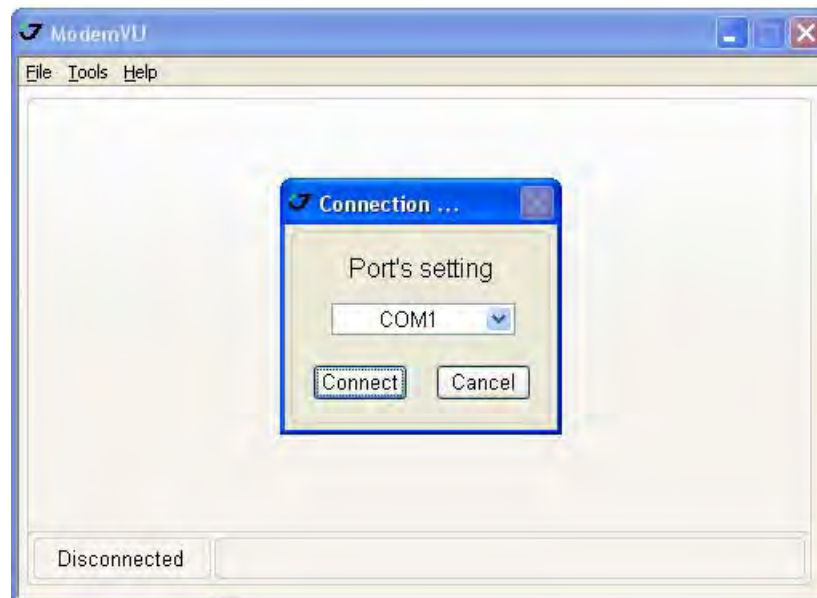 ModemVU
File Tools Help
Connection ...
Port's setting
COM1
Connect Cancel
Disconnected